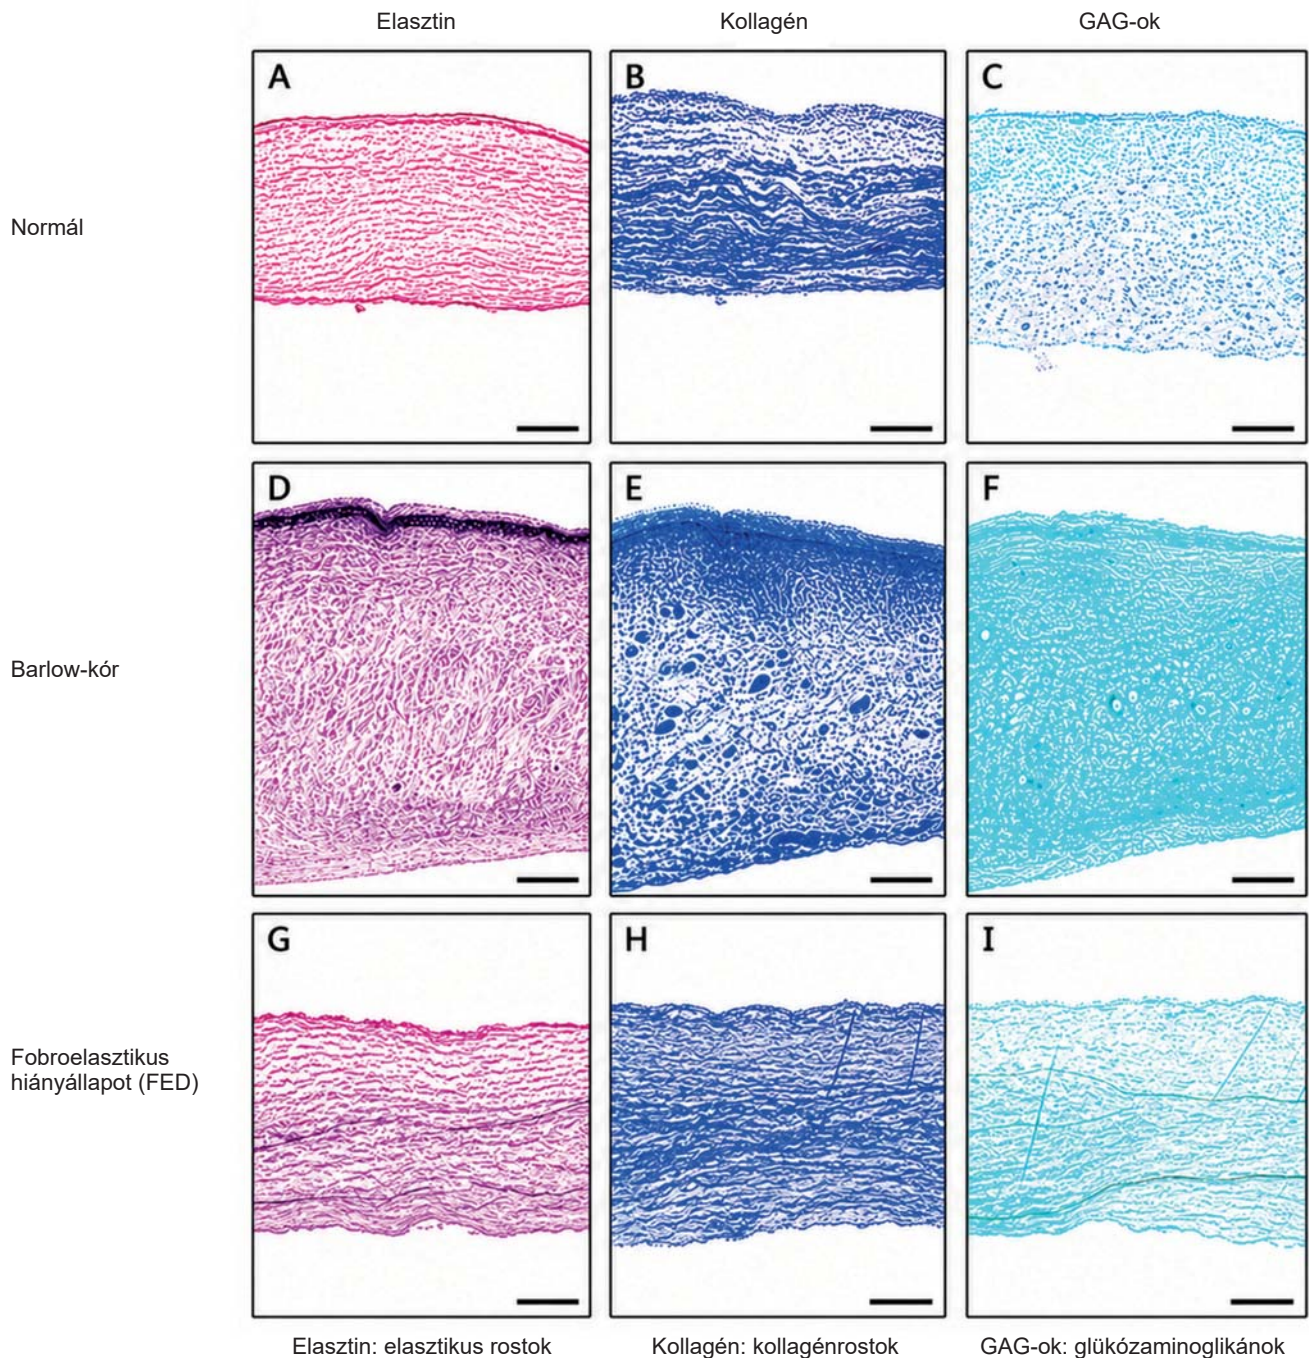 Elasztin Kollagén GAG-ok
Normál
A B C
Barlow-kór
D E F
Fobroelasztikus
hiányállapot (FED)
G H I
Elasztin: elasztikus rostok Kollagén: kollagénrostok GAG-ok: glükózaminoglikánok